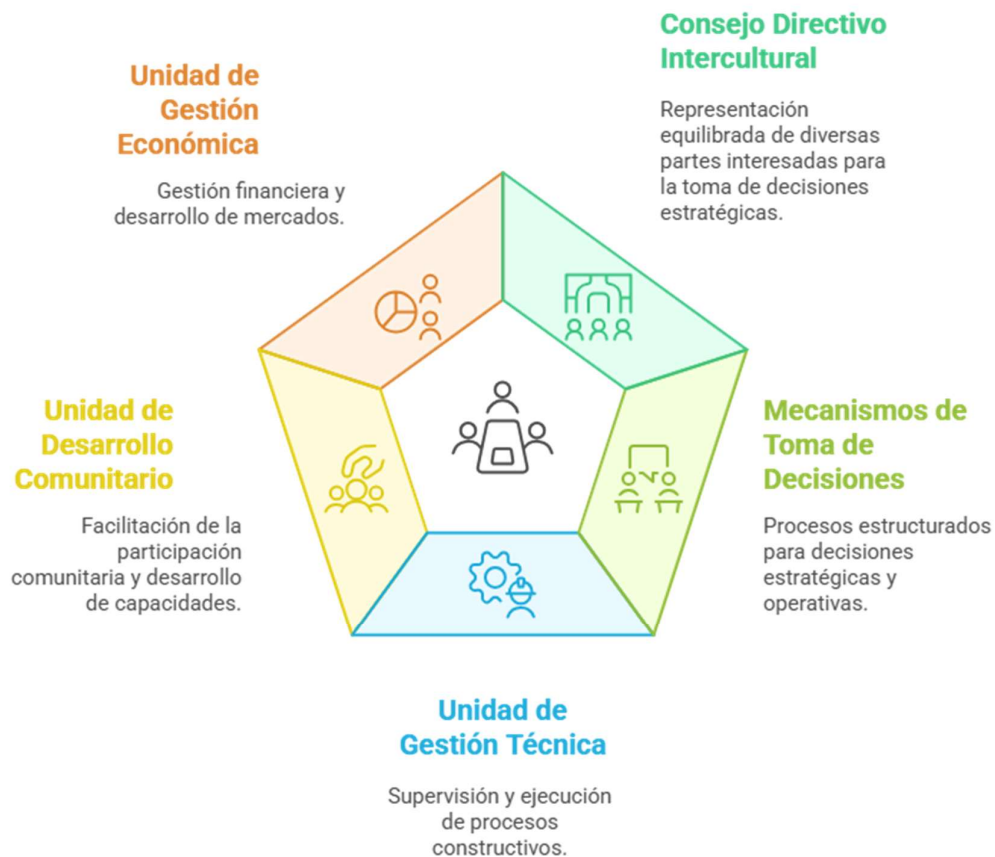 Consejo Directivo
Intercultural
Representación
equilibrada de diversas
partes interesadas para
la toma de decisiones
estratégicas.
Unidad de
Gestión
Económica
Gestión financiera y
desarrollo de mercados.
Unidad de
Desarrollo
Comunitario
Facilitación de la
participación
comunitaria y desarrollo
de capacidades.
Mecanismos de
Toma de
Decisiones
Procesos estructurados
para decisiones
estratégicas y
operativas.
Unidad de
Gestión Técnica
Supervisión y ejecución
de procesos
constructivos.